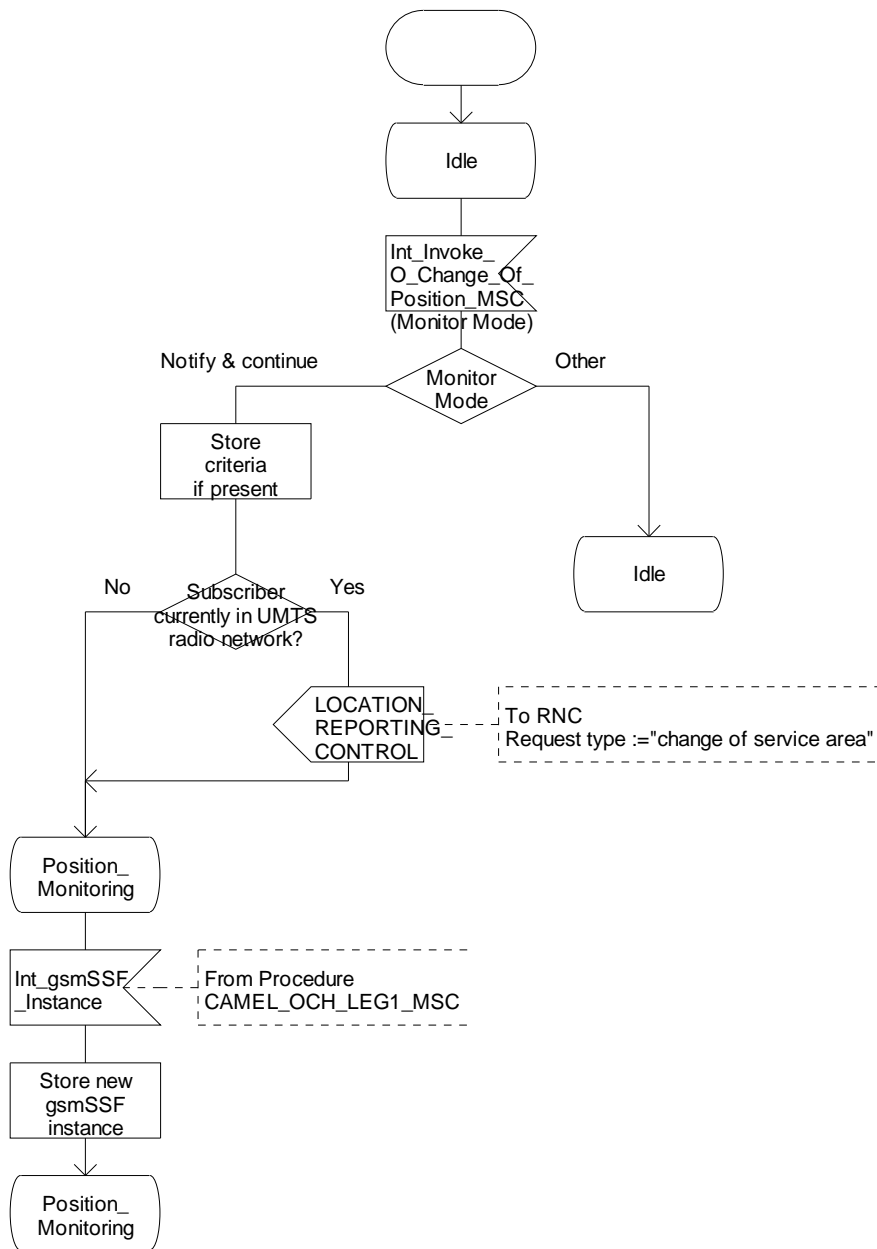 Idle
Int_Invoke_
O_Change_Of_
Position_MSC
(Monitor Mode)
Notify & continue
Monitor
Mode
Other
Store
criteria
if present
Idle
No
Subscriber
currently in UMTS
radio network?
Yes
LOCATION_
REPORTING_
CONTROL
To RNC
Request type :="change of service area"
Position_
Monitoring
Int_gsmSSF
_Instance
From Procedure
CAMEL_OCH_LEG1_MSC
Store new
gsmSSF
instance
Position_
Monitoring